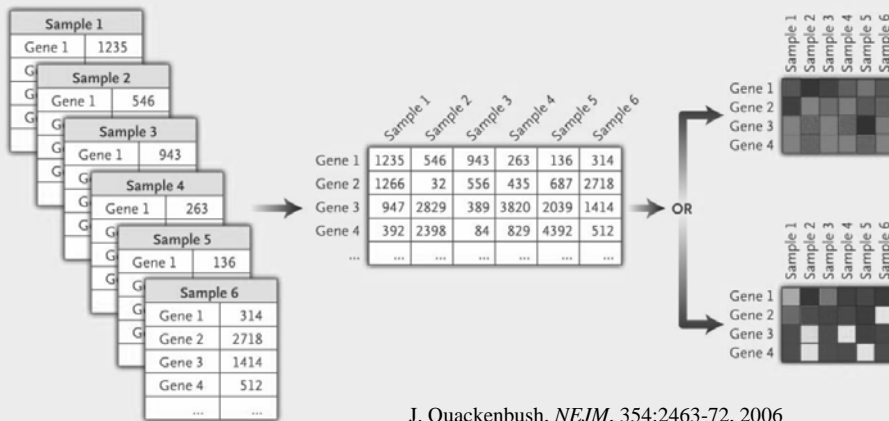 Sample 1
Gene 1 1235
G
Sample 2
Gene 1 546
G
Sample 3
Gene 1 943
G
Sample 4
Gene 1 263
G
Sample 5
Gene 1 136
G
Sample 6
Gene 1 314
Gene 2 2718
Gene 3 1414
Gene 4 512
... ...
Sample 1 Sample 2 Sample 3 Sample 4 Sample 5 Sample 6
Gene 1 1235 546 943 263 136 314
Gene 2 1266 32 556 435 687 2718
Gene 3 947 2829 389 3820 2039 1414
Gene 4 392 2398 84 829 4392 512
... ... ... ... ... ... ...
OR
Sample 1 Sample 2 Sample 3 Sample 4 Sample 5 Sample 6
Gene 1
Gene 2
Gene 3
Gene 4
Sample 1 Sample 2 Sample 3 Sample 4 Sample 5 Sample 6
Gene 1
Gene 2
Gene 3
Gene 4
J. Quackenbush, NEJM, 354:2463-72, 2006